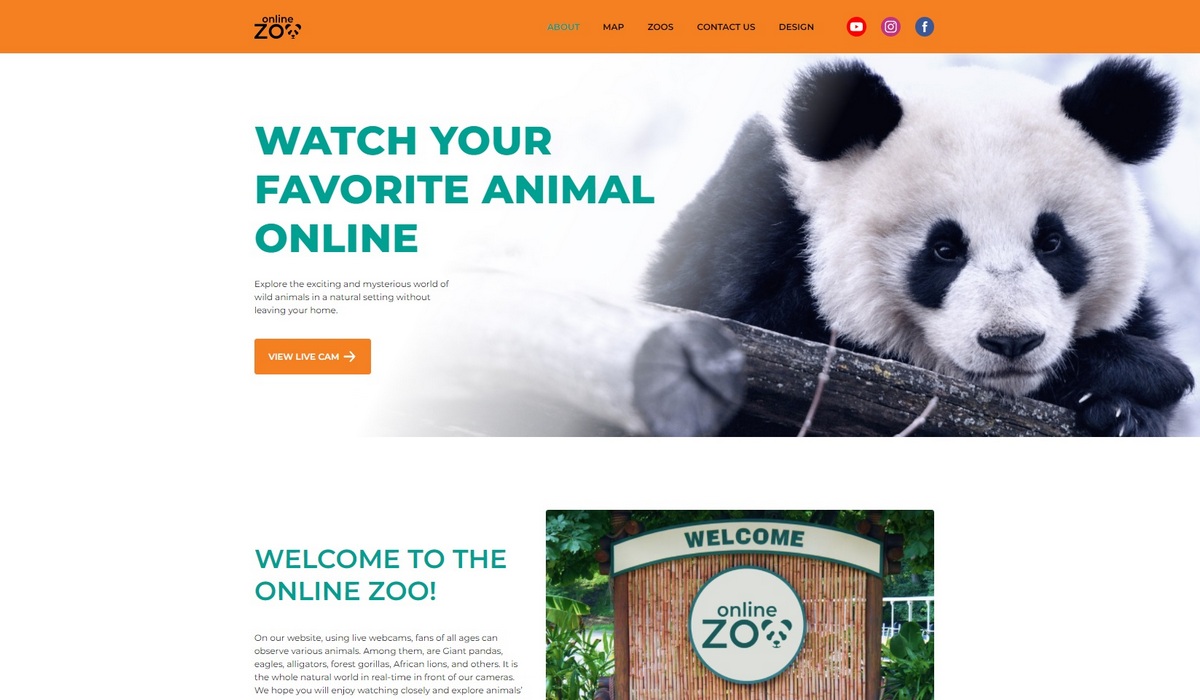 online
ZOO
ABOUT
MAP
ZOOS
CONTACT US
DESIGN
WATCH YOUR
FAVORITE ANIMAL
ONLINE
Explore the exciting and mysterious world of
wild animals in a natural setting without
leaving your home.
VIEW LIVE CAM
WELCOME TO THE
ONLINE ZOO!
On our website, using live webcams, fans of all ages can
observe various animals. Among them, are Giant pandas,
eagles, alligators, forest gorillas, African lions, and others. It is
the whole natural world in real-time in front of our cameras.
We hope you will enjoy watching closely and explore animals'
WELCOME
online
ZOO